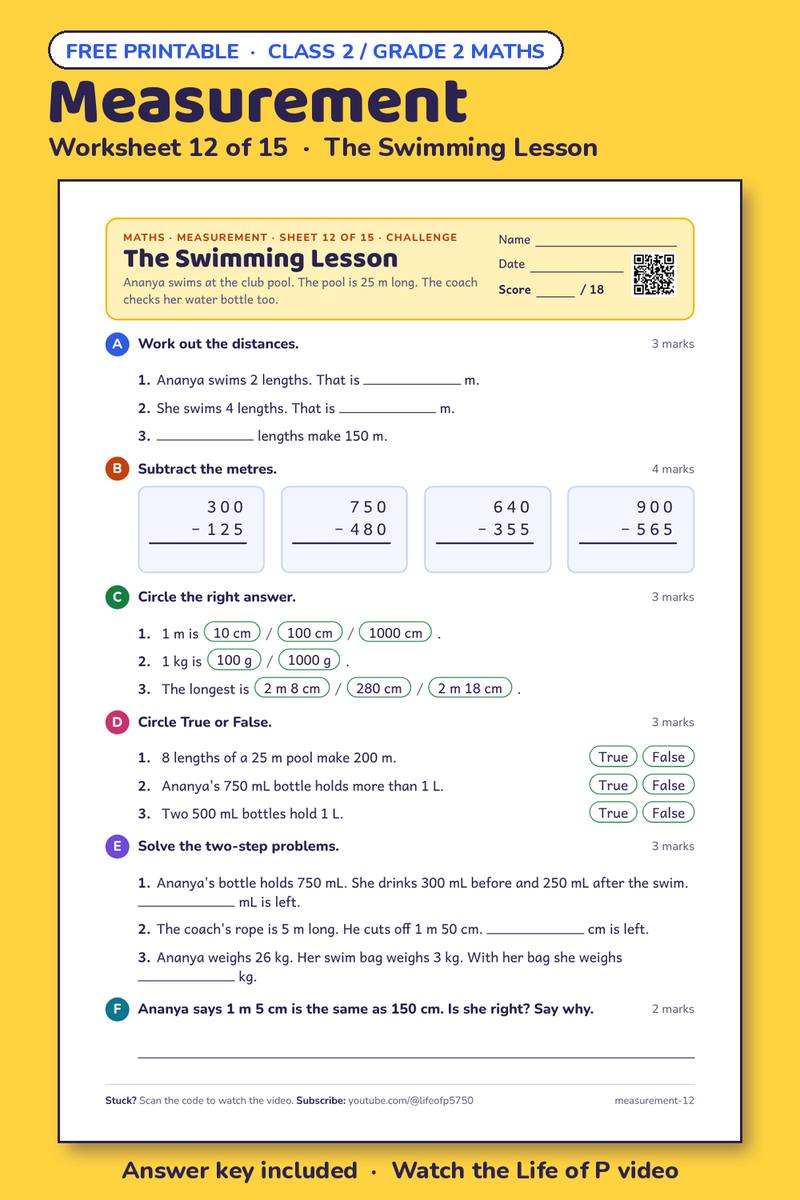 FREE PRINTABLE · CLASS 2 / GRADE 2 MATHS
Measurement
Worksheet 12 of 15 · The Swimming Lesson
MATHS · MEASUREMENT · SHEET 12 OF 15 · CHALLENGE
The Swimming Lesson
Ananya swims at the club pool. The pool is 25 m long. The coach
checks her water bottle too.
Name ____________
Date ____________
Score ______ / 18
A Work out the distances. 3 marks
1. Ananya swims 2 lengths. That is ____________ m.
2. She swims 4 lengths. That is ____________ m.
3. ____________ lengths make 150 m.
B Subtract the metres. 4 marks
300 750 640 900
− 125 − 480 − 355 − 565
C Circle the right answer. 3 marks
1. 1 m is 10 cm / 100 cm / 1000 cm .
2. 1 kg is 100 g / 1000 g .
3. The longest is 2 m 8 cm / 280 cm / 2 m 18 cm .
D Circle True or False. 3 marks
1. 8 lengths of a 25 m pool make 200 m. True False
2. Ananya's 750 mL bottle holds more than 1 L. True False
3. Two 500 mL bottles hold 1 L. True False
E Solve the two-step problems. 3 marks
1. Ananya's bottle holds 750 mL. She drinks 300 mL before and 250 mL after the swim.
____________ mL is left.
2. The coach's rope is 5 m long. He cuts off 1 m 50 cm. ____________ cm is left.
3. Ananya weighs 26 kg. Her swim bag weighs 3 kg. With her bag she weighs
____________ kg.
F Ananya says 1 m 5 cm is the same as 150 cm. Is she right? Say why. 2 marks
Stuck? Scan the code to watch the video. Subscribe: youtube.com/@lifeofp5750 measurement-12
Answer key included · Watch the Life of P video